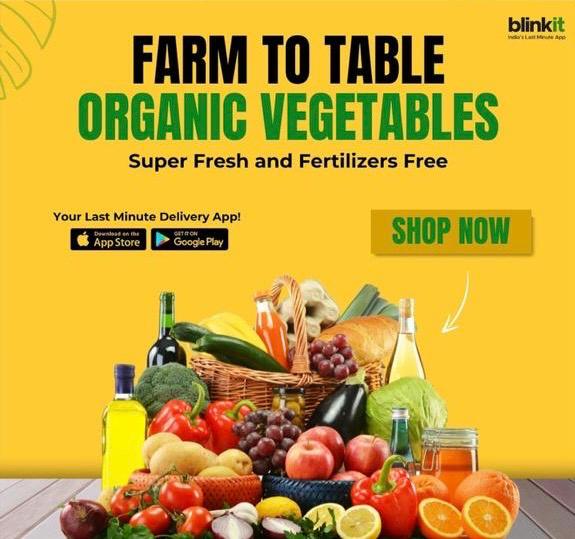 blinkit
India's Last Minute App
FARM TO TABLE
ORGANIC VEGETABLES
Super Fresh and Fertilizers Free
Your Last Minute Delivery App!
Download on the
App Store
GET IT ON
Google Play
SHOP NOW